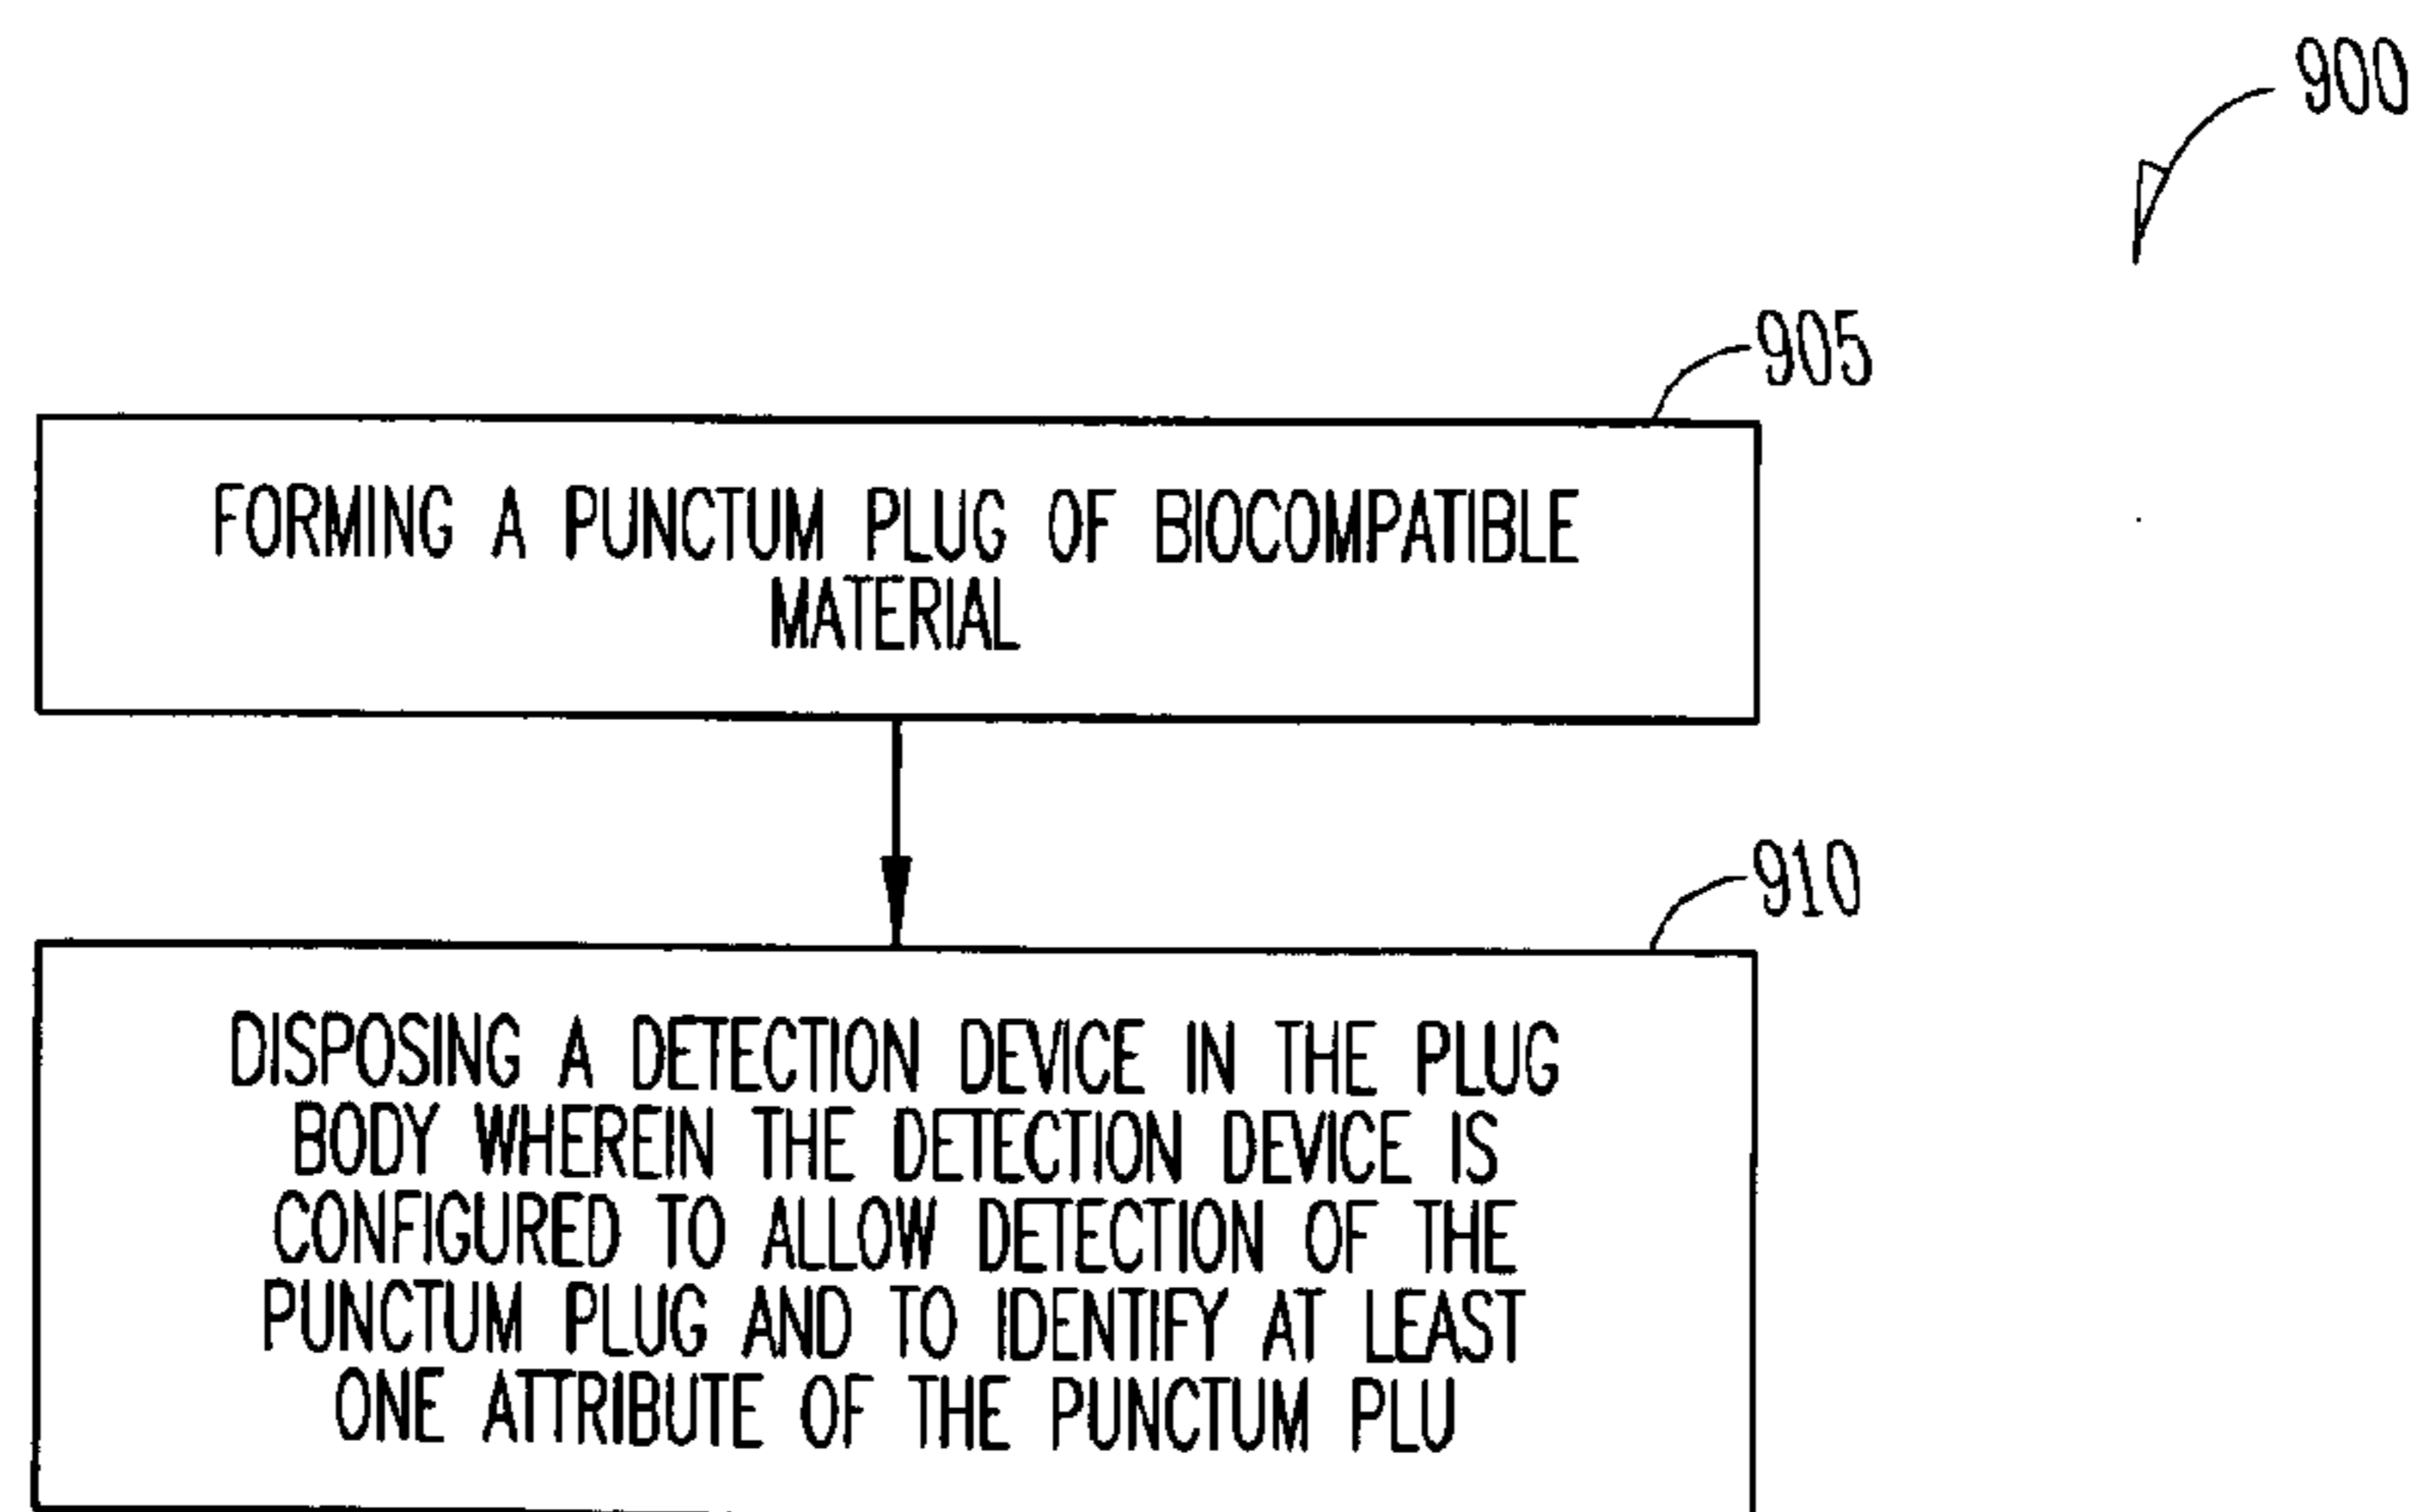 900
905
FORMING A PUNCTUM PLUG OF BIOCOMPATIBLE
MATERIAL
910
DISPOSING A DETECTION DEVICE IN THE PLUG
BODY WHEREIN THE DETECTION DEVICE IS
CONFIGURED TO ALLOW DETECTION OF THE
PUNCTUM PLUG AND TO IDENTIFY AT LEAST
ONE ATTRIBUTE OF THE PUNCTUM PLU